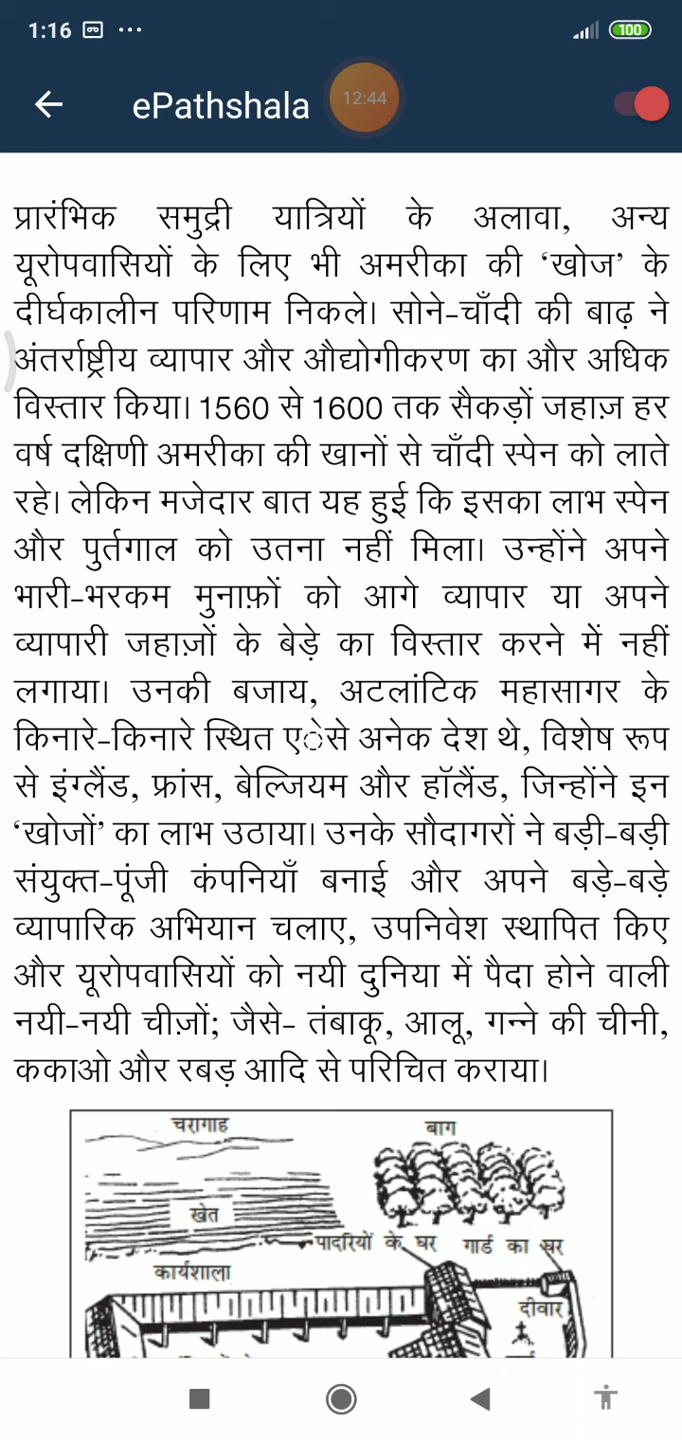 1:16
100
ePathshala
12:44
प्रारंभिक समुद्री यात्रियों के अलावा, अन्य
यूरोपवासियों के लिए भी अमरीका की ‘खोज’ के
दीर्घकालीन परिणाम निकले। सोने-चाँदी की बाढ़ ने
अंतर्राष्ट्रीय व्यापार और औद्योगीकरण का और अधिक
विस्तार किया। 1560 से 1600 तक सैकड़ों जहाज़ हर
वर्ष दक्षिणी अमरीका की खानों से चाँदी स्पेन को लाते
रहे। लेकिन मजेदार बात यह हुई कि इसका लाभ स्पेन
और पुर्तगाल को उतना नहीं मिला। उन्होंने अपने
भारी-भरकम मुनाफ़ों को आगे व्यापार या अपने
व्यापारी जहाज़ों के बेड़े का विस्तार करने में नहीं
लगाया। उनकी बजाय, अटलांटिक महासागर के
किनारे-किनारे स्थित ए◌ेसे अनेक देश थे, विशेष रूप
से इंग्लैंड, फ्रांस, बेल्जियम और हॉलैंड, जिन्होंने इन
‘खोजों’ का लाभ उठाया। उनके सौदागरों ने बड़ी-बड़ी
संयुक्त-पूंजी कंपनियाँ बनाई और अपने बड़े-बड़े
व्यापारिक अभियान चलाए, उपनिवेश स्थापित किए
और यूरोपवासियों को नयी दुनिया में पैदा होने वाली
नयी-नयी चीज़ों; जैसे- तंबाकू, आलू, गन्ने की चीनी,
ककाओ और रबड़ आदि से परिचित कराया।
चरागाह
बाग
खेत
पादरियों के घर
गार्ड का घर
कार्यशाला
दीवार